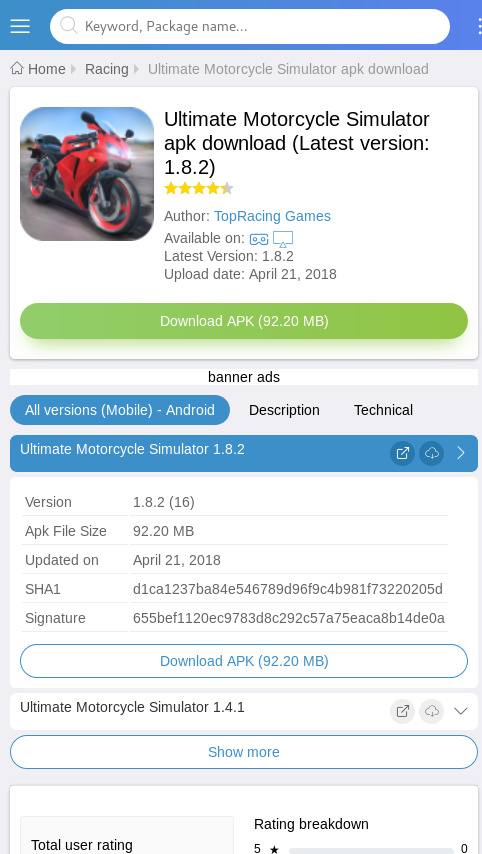 Keyword, Package name...
Home Racing Ultimate Motorcycle Simulator apk download
Ultimate Motorcycle Simulator
apk download (Latest version:
1.8.2)
Author: TopRacing Games
Available on:
Latest Version: 1.8.2
Upload date: April 21, 2018
Download APK (92.20 MB)
banner ads
All versions (Mobile) - Android Description Technical
Ultimate Motorcycle Simulator 1.8.2
Version 1.8.2 (16)
Apk File Size 92.20 MB
Updated on April 21, 2018
SHA1 d1ca1237ba84e546789d96f9c4b981f73220205d
Signature 655bef1120ec9783d8c292c57a75eaca8b14de0a
Download APK (92.20 MB)
Ultimate Motorcycle Simulator 1.4.1
Show more
Rating breakdown
Total user rating
5 ★ 0